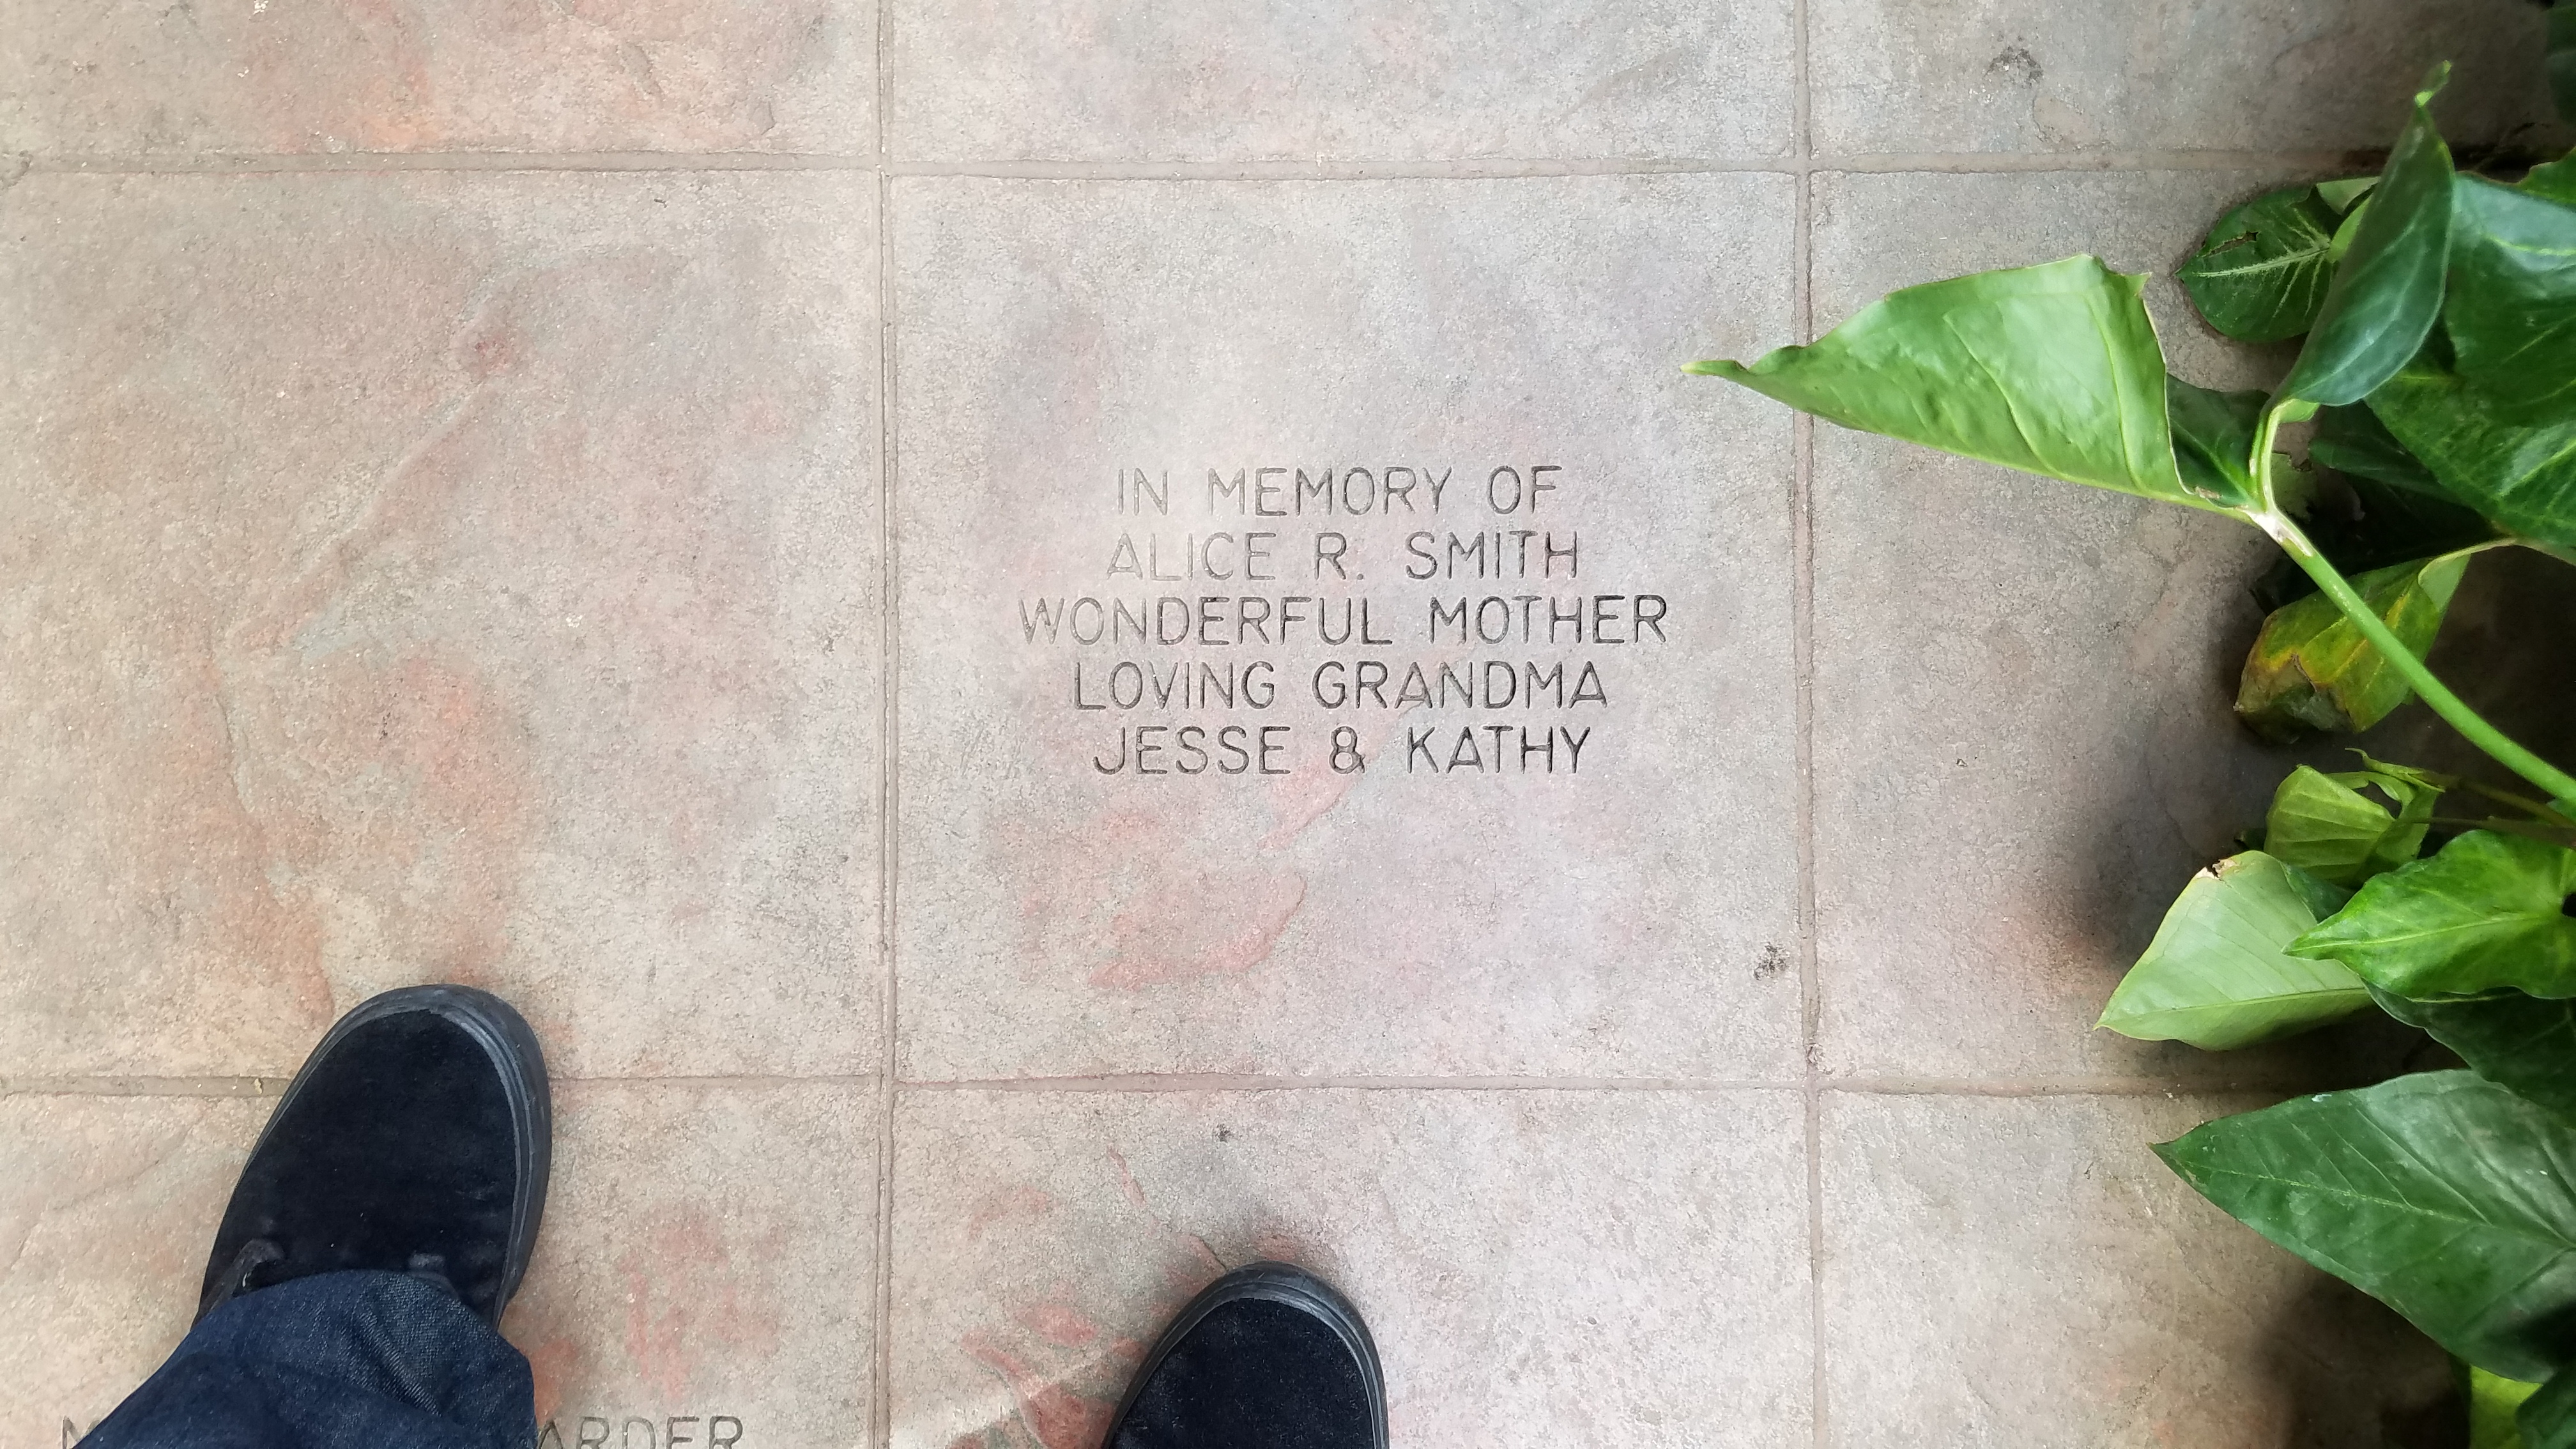 IN MEMORY OF
ALICE R. SMITH
WONDERFUL MOTHER
LOVING GRANDMA
JESSE & KATHY